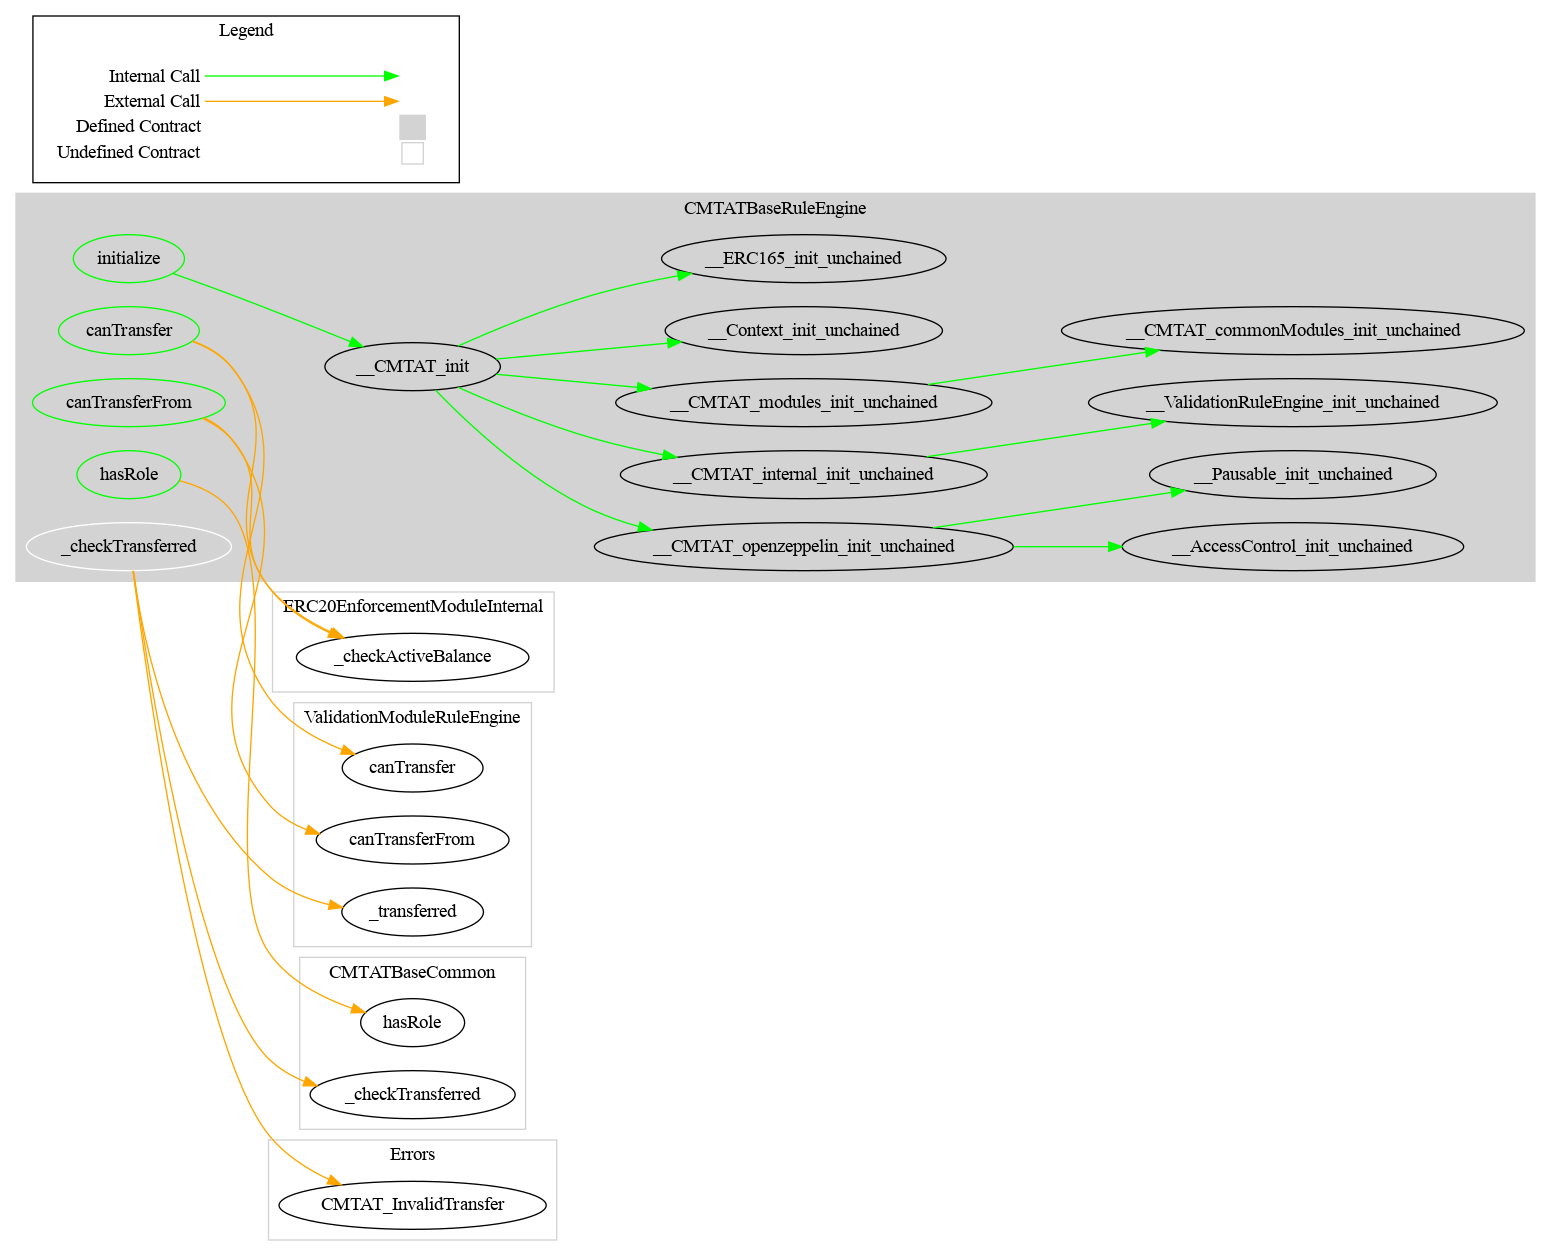 Legend
Internal Call
External Call
Defined Contract
Undefined Contract
CMTATBaseRuleEngine
initialize
canTransfer
canTransferFrom
hasRole
_checkTransferred
__CMTAT_init
__ERC165_init_unchained
__Context_init_unchained
__CMTAT_modules_init_unchained
__CMTAT_internal_init_unchained
__CMTAT_openzeppelin_init_unchained
__CMTAT_commonModules_init_unchained
__ValidationRuleEngine_init_unchained
__Pausable_init_unchained
__AccessControl_init_unchained
ERC20EnforcementModuleInternal
_checkActiveBalance
ValidationModuleRuleEngine
canTransfer
canTransferFrom
_transferred
CMTATBaseCommon
hasRole
_checkTransferred
Errors
CMTAT_InvalidTransfer